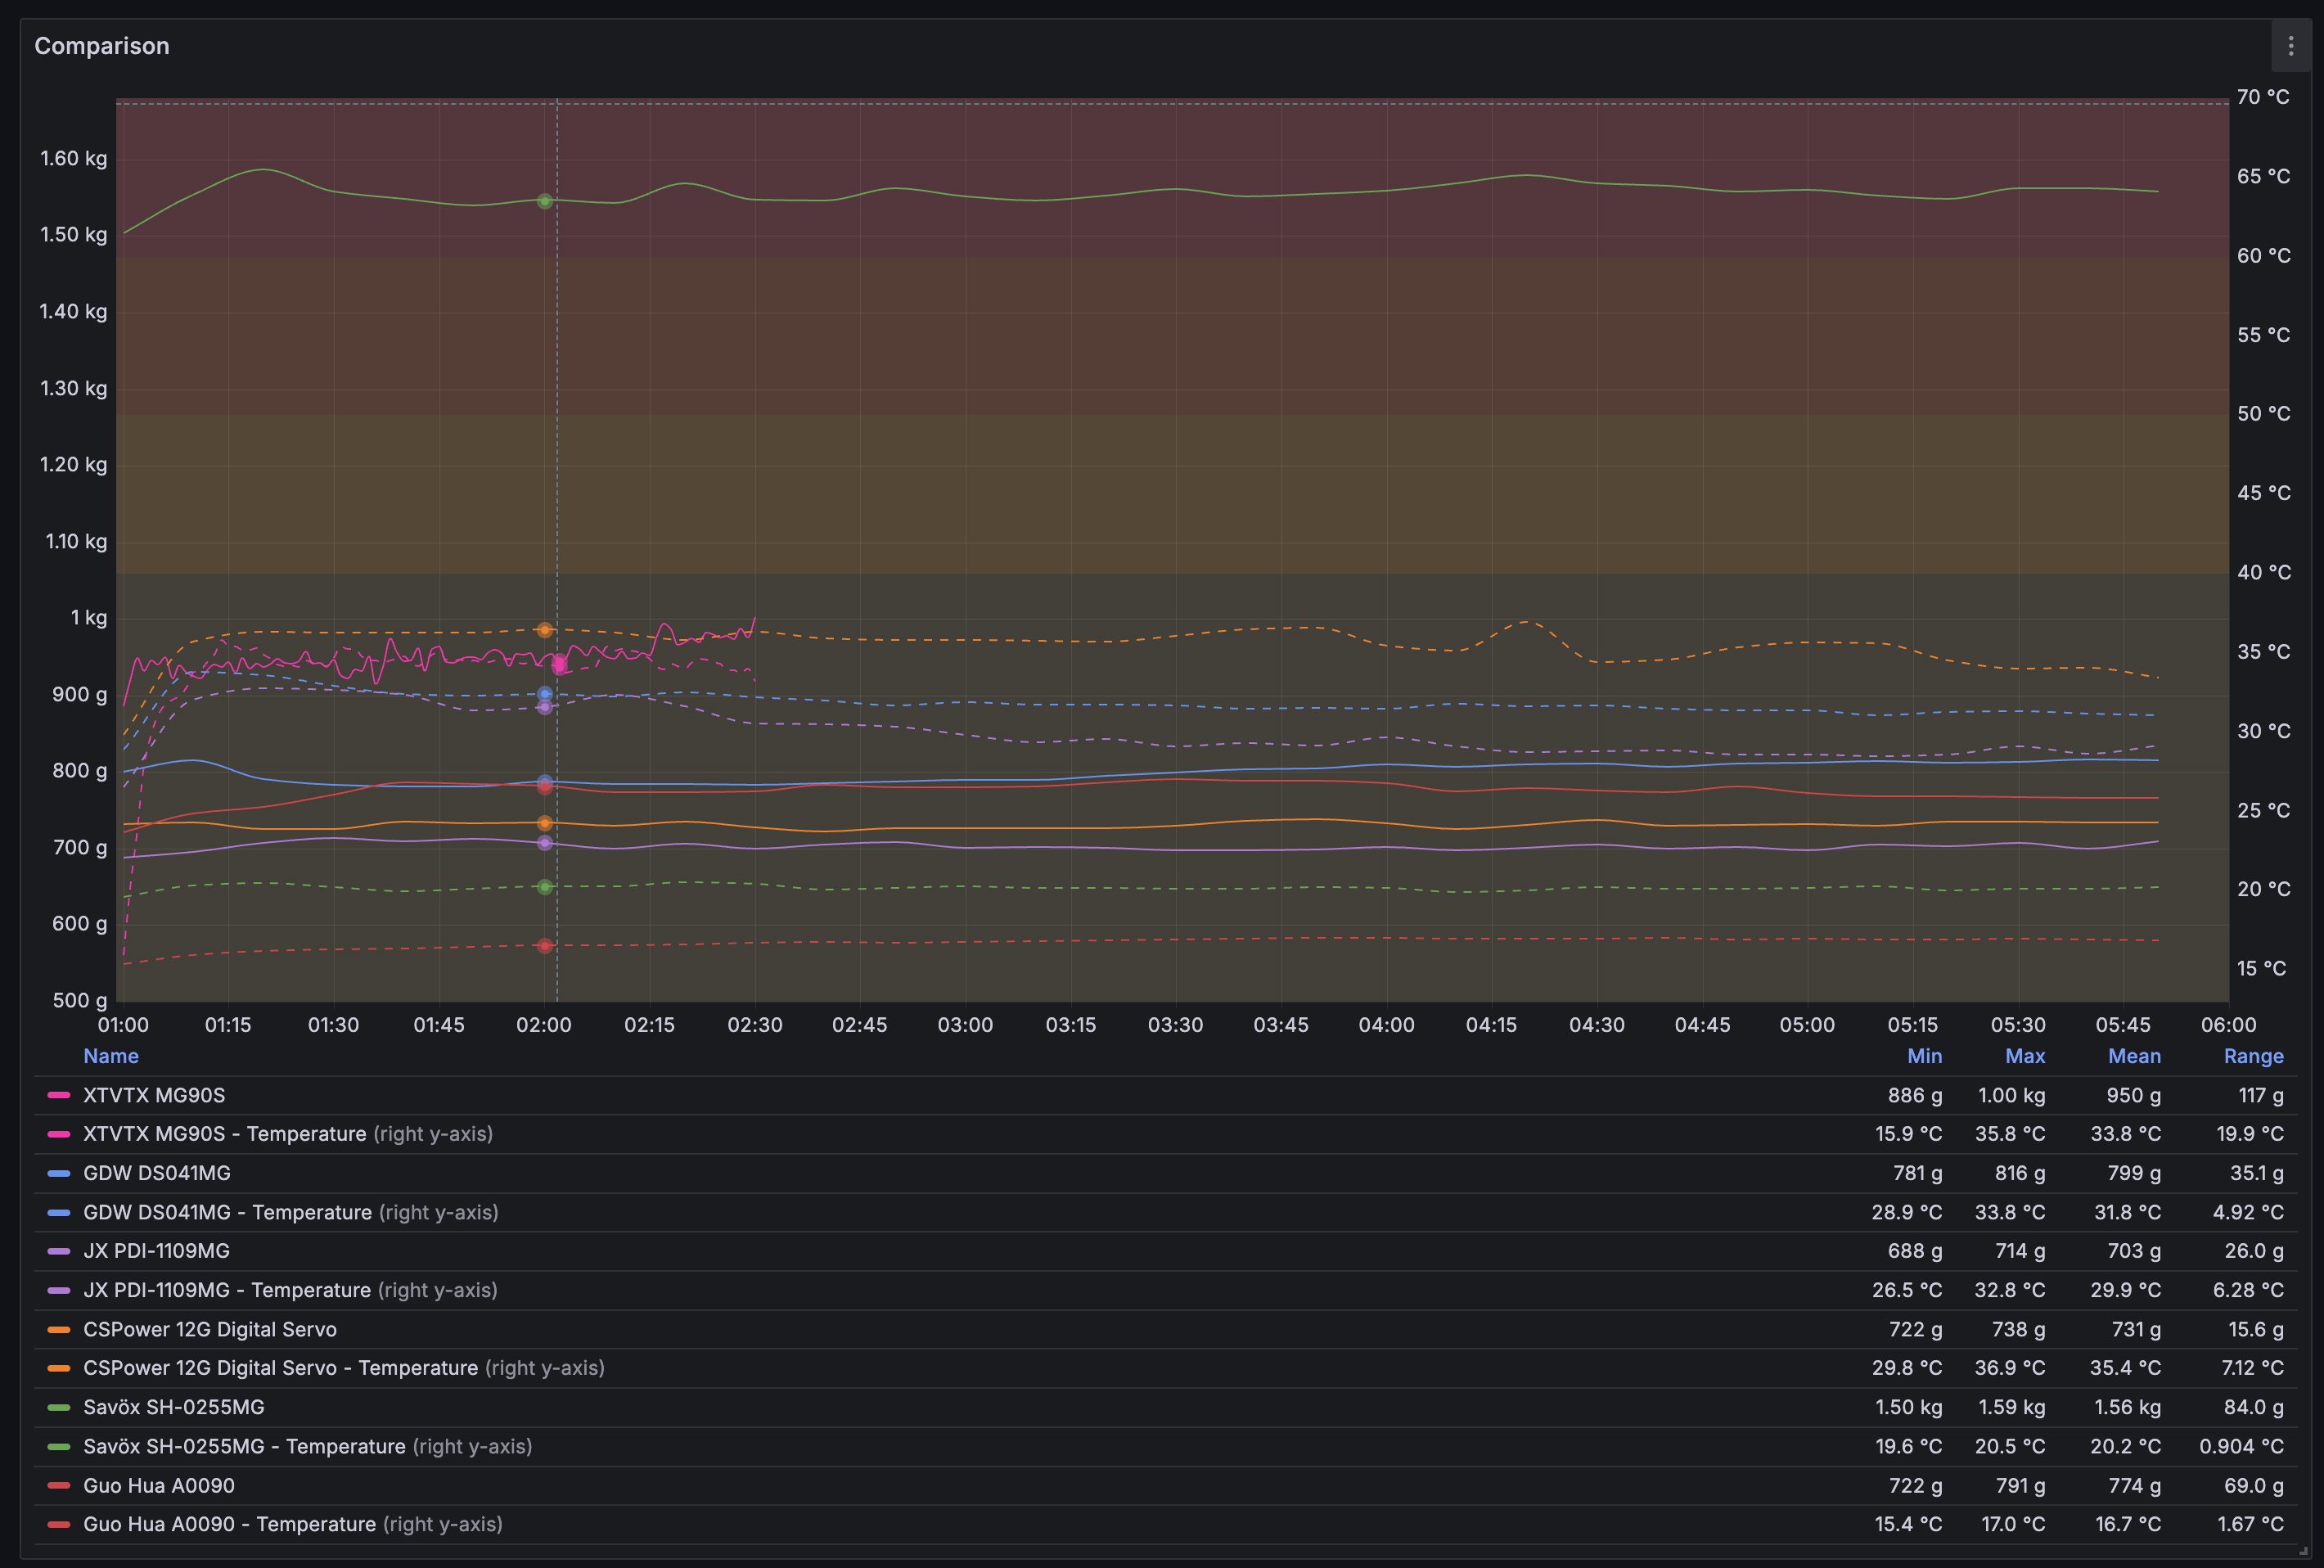 Comparison
70 °C
1.60 kg
65 °C
1.50 kg
60 °C
1.40 kg
55 °C
1.30 kg
50 °C
1.20 kg
45 °C
1.10 kg
40 °C
1 kg
35 °C
900 g
30 °C
800 g
25 °C
700 g
20 °C
600 g
15 °C
500 g
01:00 01:15 01:30 01:45 02:00 02:15 02:30 02:45 03:00 03:15 03:30 03:45 04:00 04:15 04:30 04:45 05:00 05:15 05:30 05:45 06:00
Name Min Max Mean Range
XTVTX MG90S 886 g 1.00 kg 950 g 117 g
XTVTX MG90S - Temperature (right y-axis) 15.9 °C 35.8 °C 33.8 °C 19.9 °C
GDW DS041MG 781 g 816 g 799 g 35.1 g
GDW DS041MG - Temperature (right y-axis) 28.9 °C 33.8 °C 31.8 °C 4.92 °C
JX PDI-1109MG 688 g 714 g 703 g 26.0 g
JX PDI-1109MG - Temperature (right y-axis) 26.5 °C 32.8 °C 29.9 °C 6.28 °C
CSPower 12G Digital Servo 722 g 738 g 731 g 15.6 g
CSPower 12G Digital Servo - Temperature (right y-axis) 29.8 °C 36.9 °C 35.4 °C 7.12 °C
Savöx SH-0255MG 1.50 kg 1.59 kg 1.56 kg 84.0 g
Savöx SH-0255MG - Temperature (right y-axis) 19.6 °C 20.5 °C 20.2 °C 0.904 °C
Guo Hua A0090 722 g 791 g 774 g 69.0 g
Guo Hua A0090 - Temperature (right y-axis) 15.4 °C 17.0 °C 16.7 °C 1.67 °C